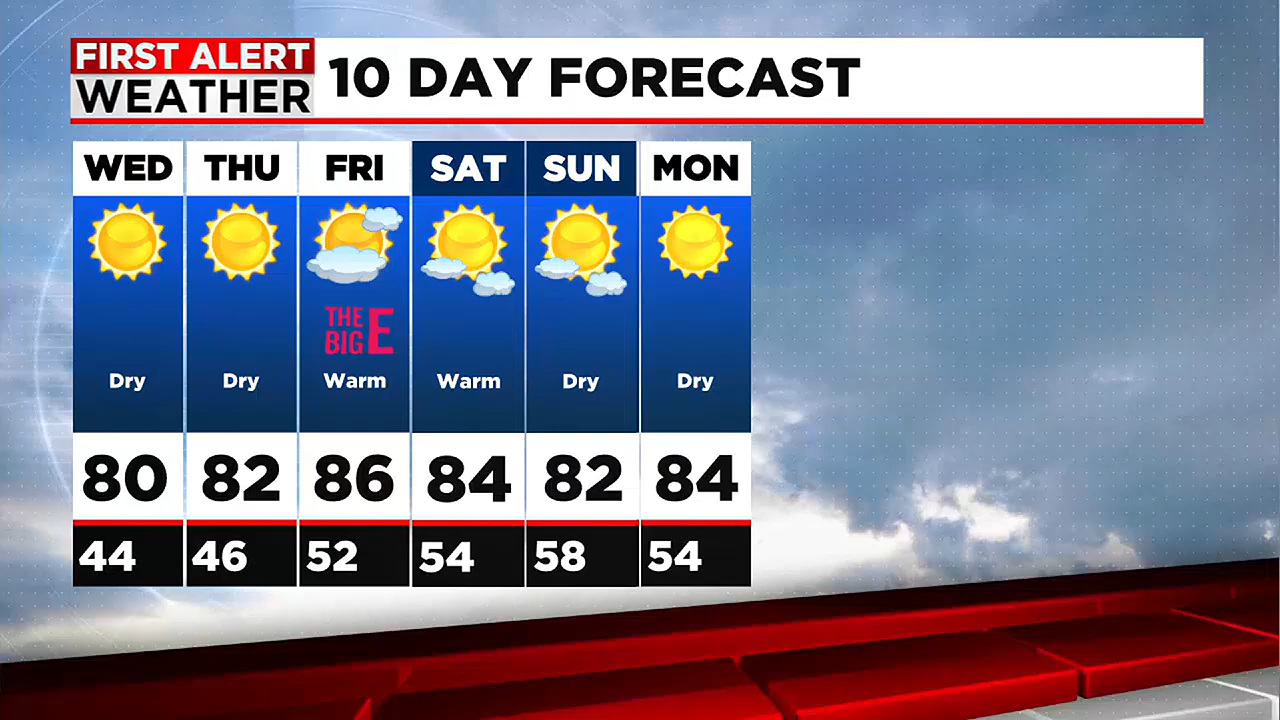 FIRST ALERT
WEATHER
10 DAY FORECAST
WED THU FRI SAT SUN MON
THE
BIG E
Dry Dry Warm Warm Dry Dry
80 82 86 84 82 84
44 46 52 54 58 54